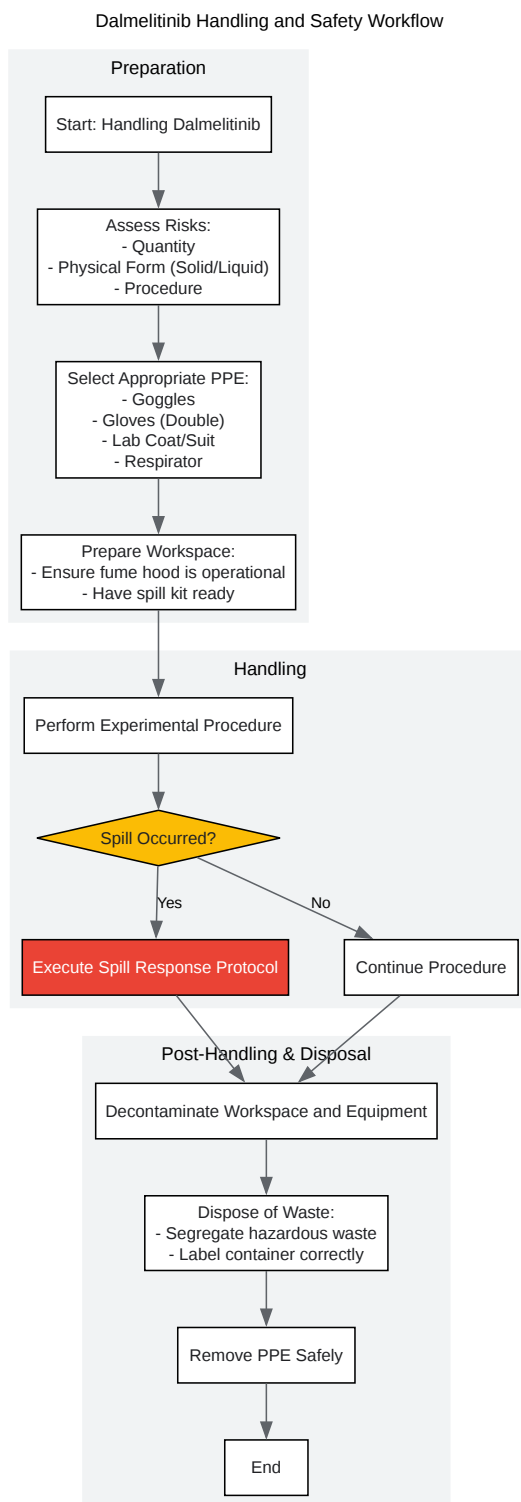 Dalmelitinib Handling and Safety Workflow
Preparation
Start: Handling Dalmelitinib
Assess Risks:
- Quantity
- Physical Form (Solid/Liquid)
- Procedure
Select Appropriate PPE:
- Goggles
- Gloves (Double)
- Lab Coat/Suit
- Respirator
Prepare Workspace:
- Ensure fume hood is operational
- Have spill kit ready
Handling
Perform Experimental Procedure
Spill Occurred?
Yes
No
Execute Spill Response Protocol
Continue Procedure
Post-Handling & Disposal
Decontaminate Workspace and Equipment
Dispose of Waste:
- Segregate hazardous waste
- Label container correctly
Remove PPE Safely
End